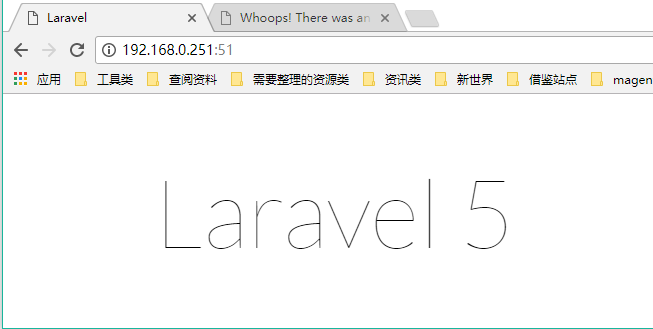 Laravel
Whoops! There was an
192.168.0.251:51
应用 工具类 查阅资料 需要整理的资源类 资讯类 新世界 借鉴站点 magen
Laravel 5